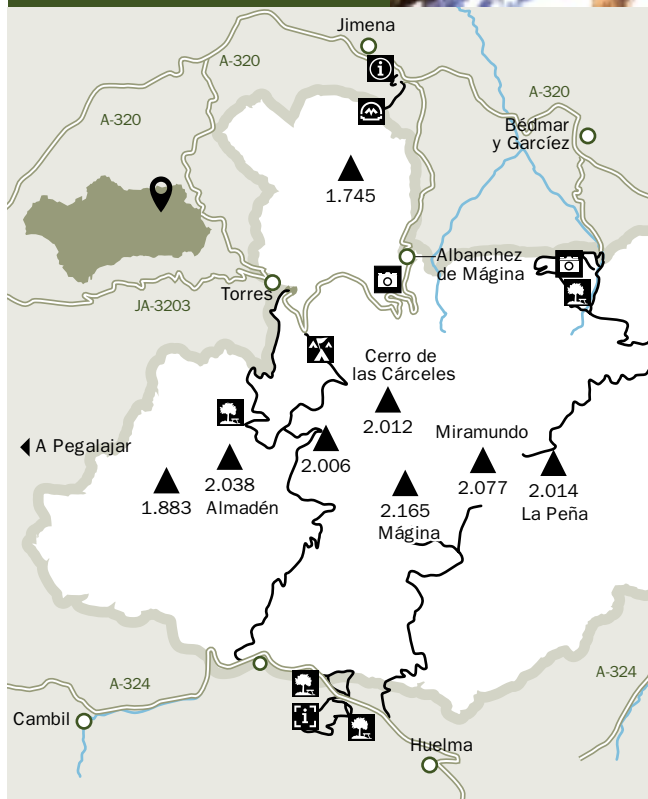 Jimena
A-320
A-320
A-320
Bédmar
y Garcíez
1.745
Albanchez
de Mágina
Torres
JA-3203
Cerro de
las Cárceles
2.012
A Pegalajar
Miramundo
2.006
2.038
Almadén
1.883
2.165
Mágina
2.077
2.014
La Peña
A-324
A-324
Cambil
Huelma